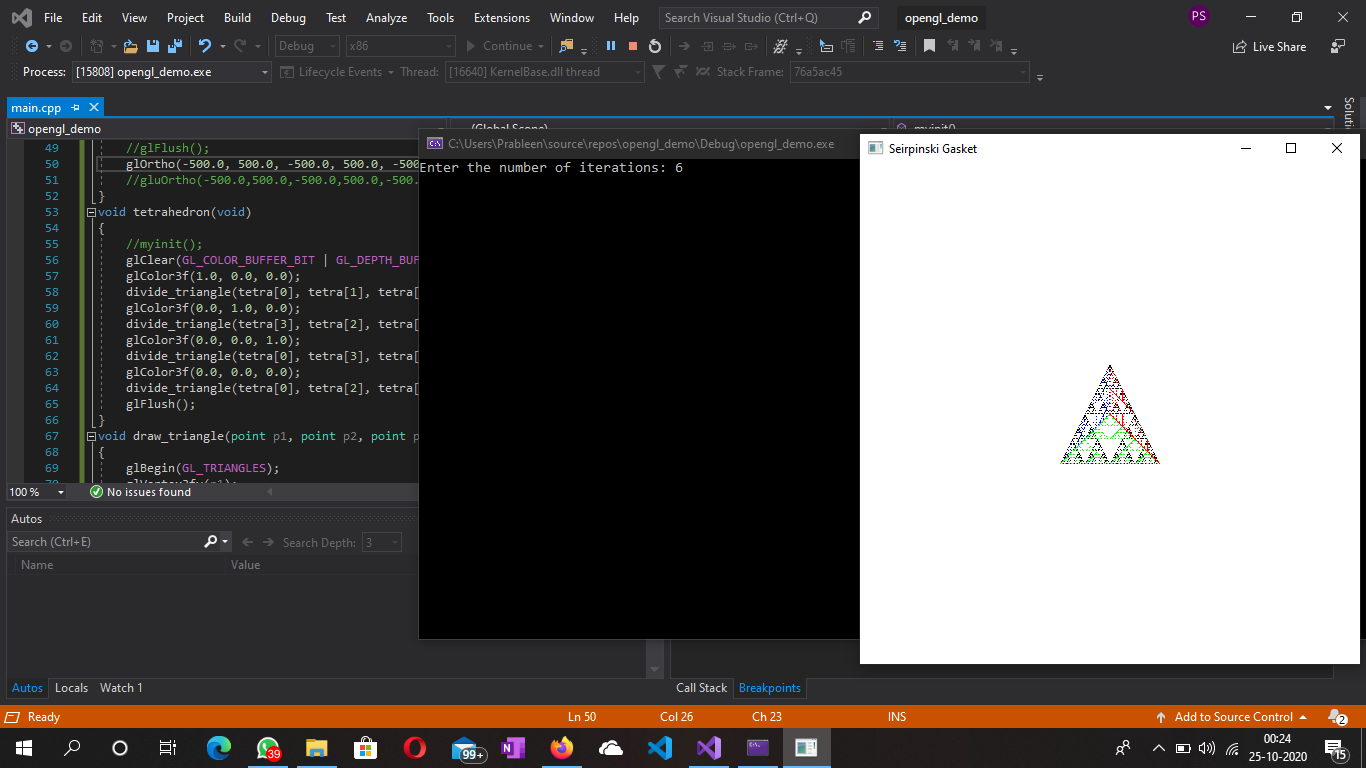 File Edit View Project Build Debug Test Analyze Tools Extensions Window Help Search Visual Studio (Ctrl+Q) opengl_demo PS
Debug x86 Continue Live Share
Process: [15808] opengl_demo.exe Lifecycle Events Thread: [16640] KernelBase.dll thread Stack Frame: 76a5ac45
main.cpp
opengl_demo (Global Scope) myinit()
49 //glFlush();
50 glOrtho(-500.0, 500.0, -500.0, 500.0, -500
51 //gluOrtho(-500.0,500.0,-500.0,500.0,-500.
52 }
53 void tetrahedron(void)
54 {
55 //myinit();
56 glClear(GL_COLOR_BUFFER_BIT | GL_DEPTH_BUF
57 glColor3f(1.0, 0.0, 0.0);
58 divide_triangle(tetra[0], tetra[1], tetra[
59 glColor3f(0.0, 1.0, 0.0);
60 divide_triangle(tetra[3], tetra[2], tetra[
61 glColor3f(0.0, 0.0, 1.0);
62 divide_triangle(tetra[0], tetra[3], tetra[
63 glColor3f(0.0, 0.0, 0.0);
64 divide_triangle(tetra[0], tetra[2], tetra[
65 glFlush();
66 }
67 void draw_triangle(point p1, point p2, point p
68 {
69 glBegin(GL_TRIANGLES);
100 % No issues found
C:\Users\Prableen\source\repos\opengl_demo\Debug\opengl_demo.exe
Enter the number of iterations: 6
Seirpinski Gasket
Autos
Search (Ctrl+E) Search Depth: 3
Name Value
Autos Locals Watch 1
Call Stack Breakpoints
Ready Ln 50 Col 26 Ch 23 INS Add to Source Control 2
39 99+ 00:24
25-10-2020 15